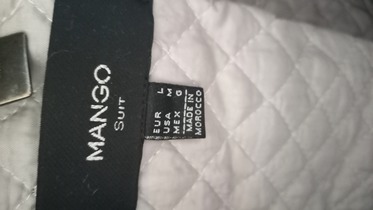 MANGO
SUIT
EUR L
USA M
MEX G
MADE IN
MOROCCO